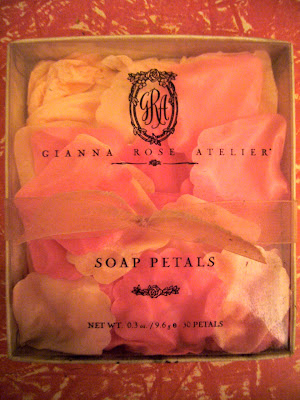 GRA
GIANNA ROSE ATELIER
SOAP PETALS
NET WT. 0.3 oz. / 9.6 g e 30 PETALS